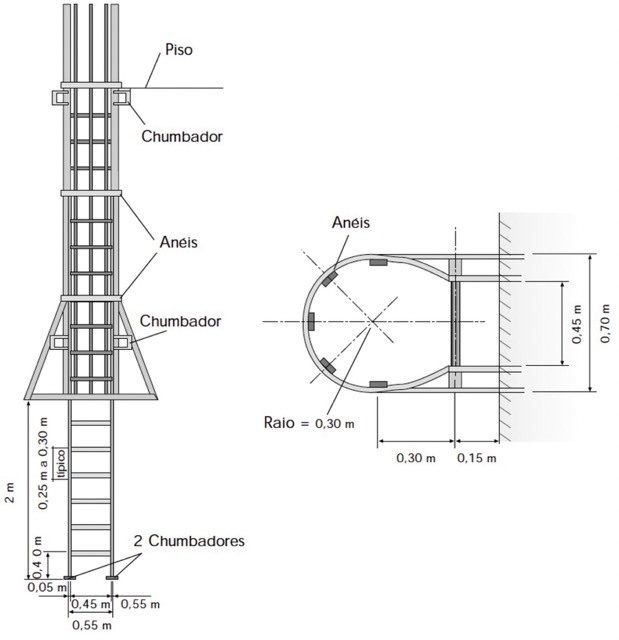 Piso
Chumbador
Anéis
Chumbador
0,25 m a 0,30 m
típico
2 m
0,4 0 m
2 Chumbadores
0,05 m
0,45 m
0,55 m
0,55 m
Anéis
Raio = 0,30 m
0,30 m
0,15 m
0,45 m
0,70 m